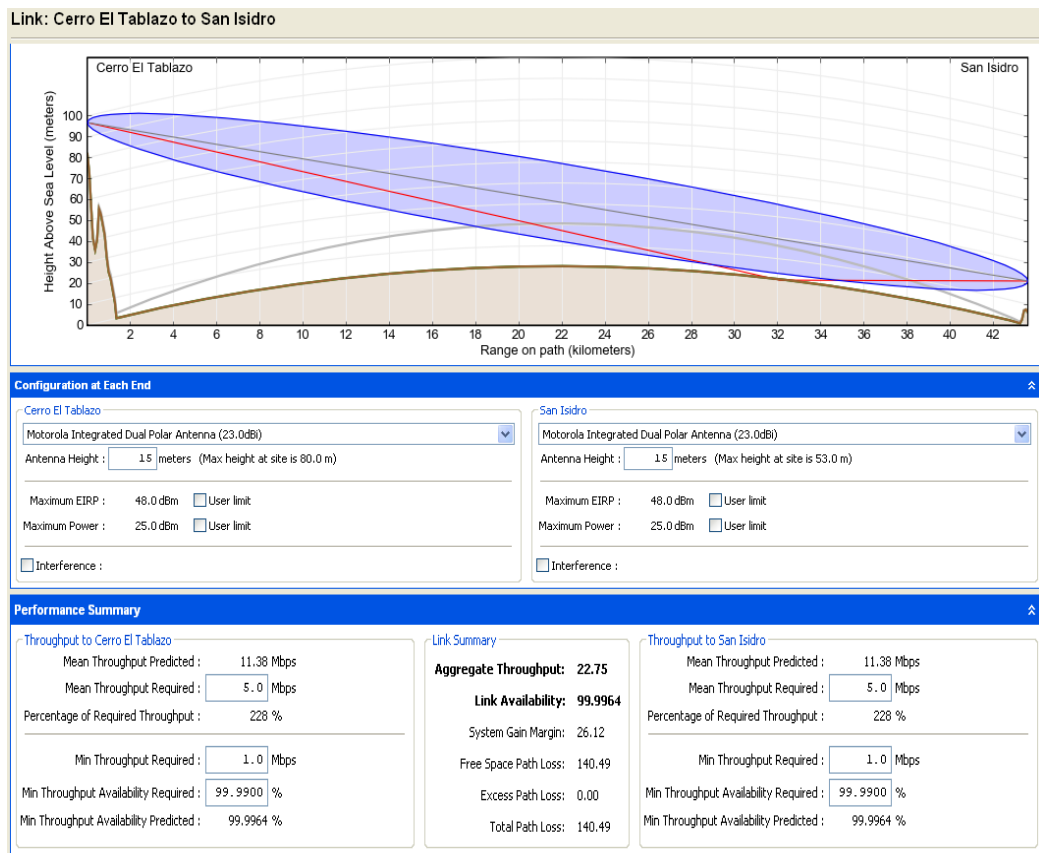 Link: Cerro El Tablazo to San Isidro
Cerro El Tablazo
San Isidro
Height Above Sea Level (meters)
100
90
80
70
60
50
40
30
20
10
0
2 4 6 8 10 12 14 16 18 20 22 24 26 28 30 32 34 36 38 40 42
Range on path (kilometers)
Configuration at Each End
Cerro El Tablazo
Motorola Integrated Dual Polar Antenna (23.0dBi)
Antenna Height : 15 meters (Max height at site is 80.0 m)
Maximum EIRP : 48.0 dBm User limit
Maximum Power : 25.0 dBm User limit
Interference :
San Isidro
Motorola Integrated Dual Polar Antenna (23.0dBi)
Antenna Height : 15 meters (Max height at site is 53.0 m)
Maximum EIRP : 48.0 dBm User limit
Maximum Power : 25.0 dBm User limit
Interference :
Performance Summary
Throughput to Cerro El Tablazo
Mean Throughput Predicted : 11.38 Mbps
Mean Throughput Required : 5.0 Mbps
Percentage of Required Throughput : 228 %
Min Throughput Required : 1.0 Mbps
Min Throughput Availability Required : 99.9900 %
Min Throughput Availability Predicted : 99.9964 %
Link Summary
Aggregate Throughput: 22.75
Link Availability: 99.9964
System Gain Margin: 26.12
Free Space Path Loss: 140.49
Excess Path Loss: 0.00
Total Path Loss: 140.49
Throughput to San Isidro
Mean Throughput Predicted : 11.38 Mbps
Mean Throughput Required : 5.0 Mbps
Percentage of Required Throughput : 228 %
Min Throughput Required : 1.0 Mbps
Min Throughput Availability Required : 99.9900 %
Min Throughput Availability Predicted : 99.9964 %